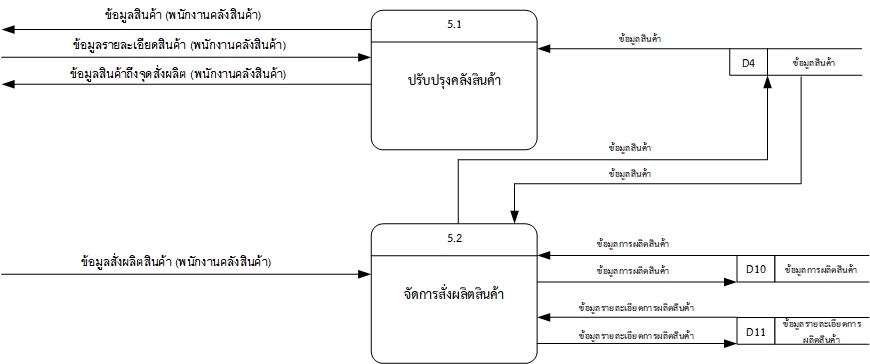 ข้อมูลสินค้า (พนักงานคลังสินค้า)
5.1
ข้อมูลรายละเอียดสินค้า (พนักงานคลังสินค้า)
ข้อมูลสินค้า
ข้อมูลสินค้าถึงจุดสั่งผลิต (พนักงานคลังสินค้า)
ปรับปรุงคลังสินค้า
D4
ข้อมูลสินค้า
ข้อมูลสินค้า
ข้อมูลสินค้า
5.2
ข้อมูลการผลิตสินค้า
ข้อมูลสั่งผลิตสินค้า (พนักงานคลังสินค้า)
ข้อมูลการผลิตสินค้า
D10
ข้อมูลการผลิตสินค้า
จัดการสั่งผลิตสินค้า
ข้อมูลรายละเอียดการผลิตสินค้า
ข้อมูลรายละเอียดการผลิตสินค้า
D11
ข้อมูลรายละเอียดการ
ผลิตสินค้า